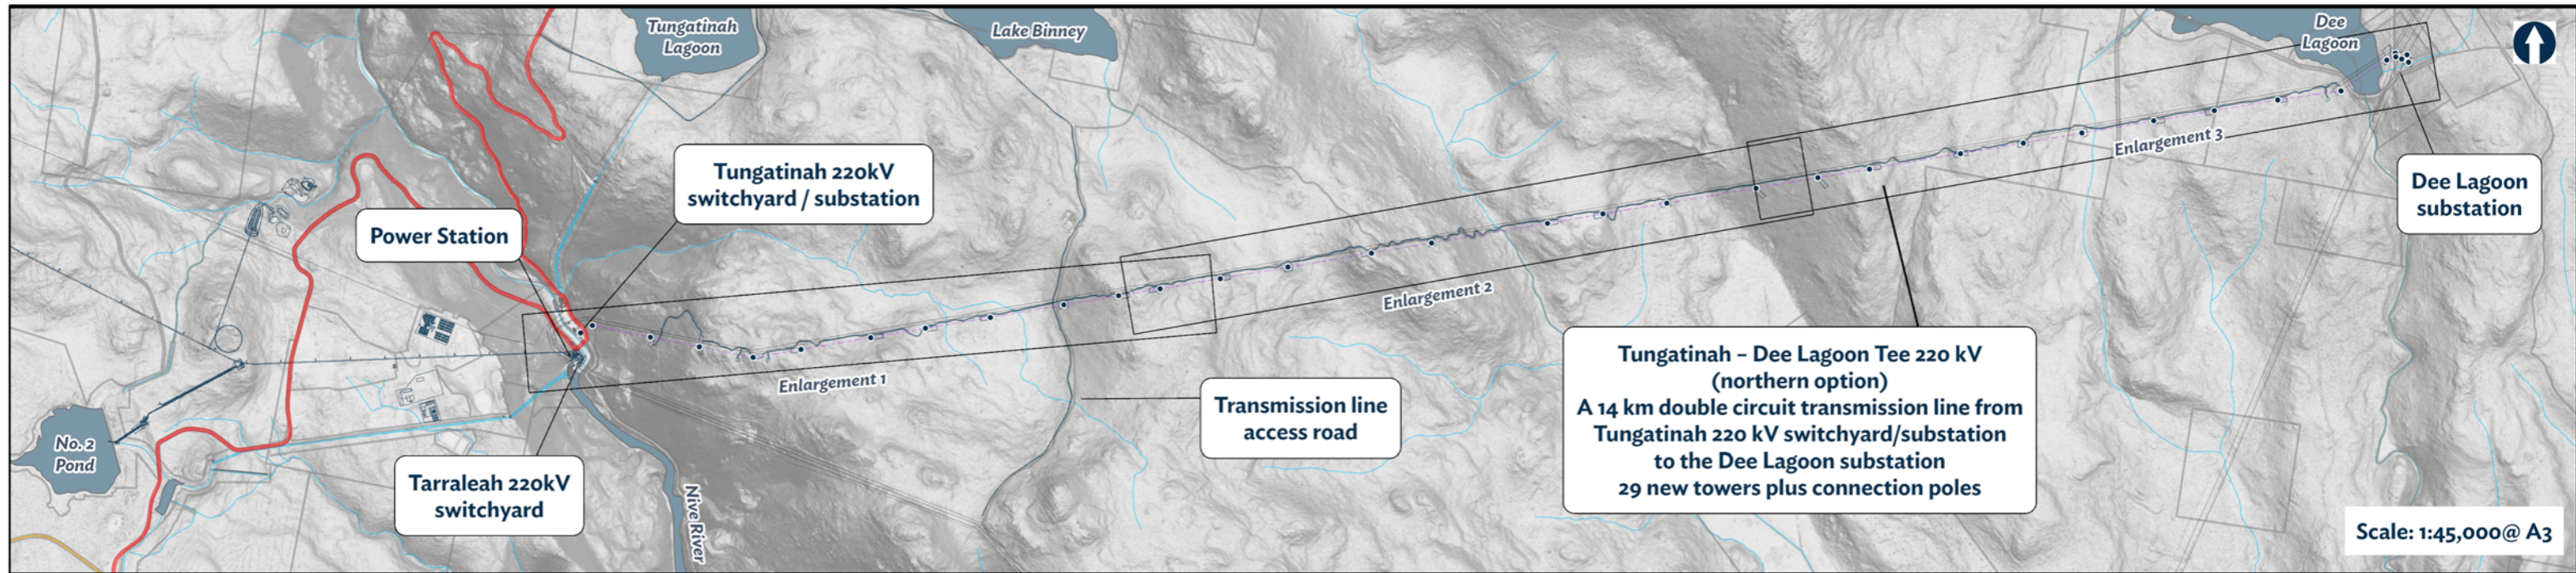 Tungatinah
Lagoon
Lake Binney
Dee
Lagoon
Tungatinah 220kV
switchyard / substation
Power Station
Enlargement 3
Dee Lagoon
substation
Enlargement 2
Enlargement 1
Transmission line
access road
Tungatinah – Dee Lagoon Tee 220 kV
(northern option)
A 14 km double circuit transmission line from
Tungatinah 220 kV switchyard/substation
to the Dee Lagoon substation
29 new towers plus connection poles
No. 2
Pond
Tarraleah 220kV
switchyard
Nive River
Scale: 1:45,000@ A3